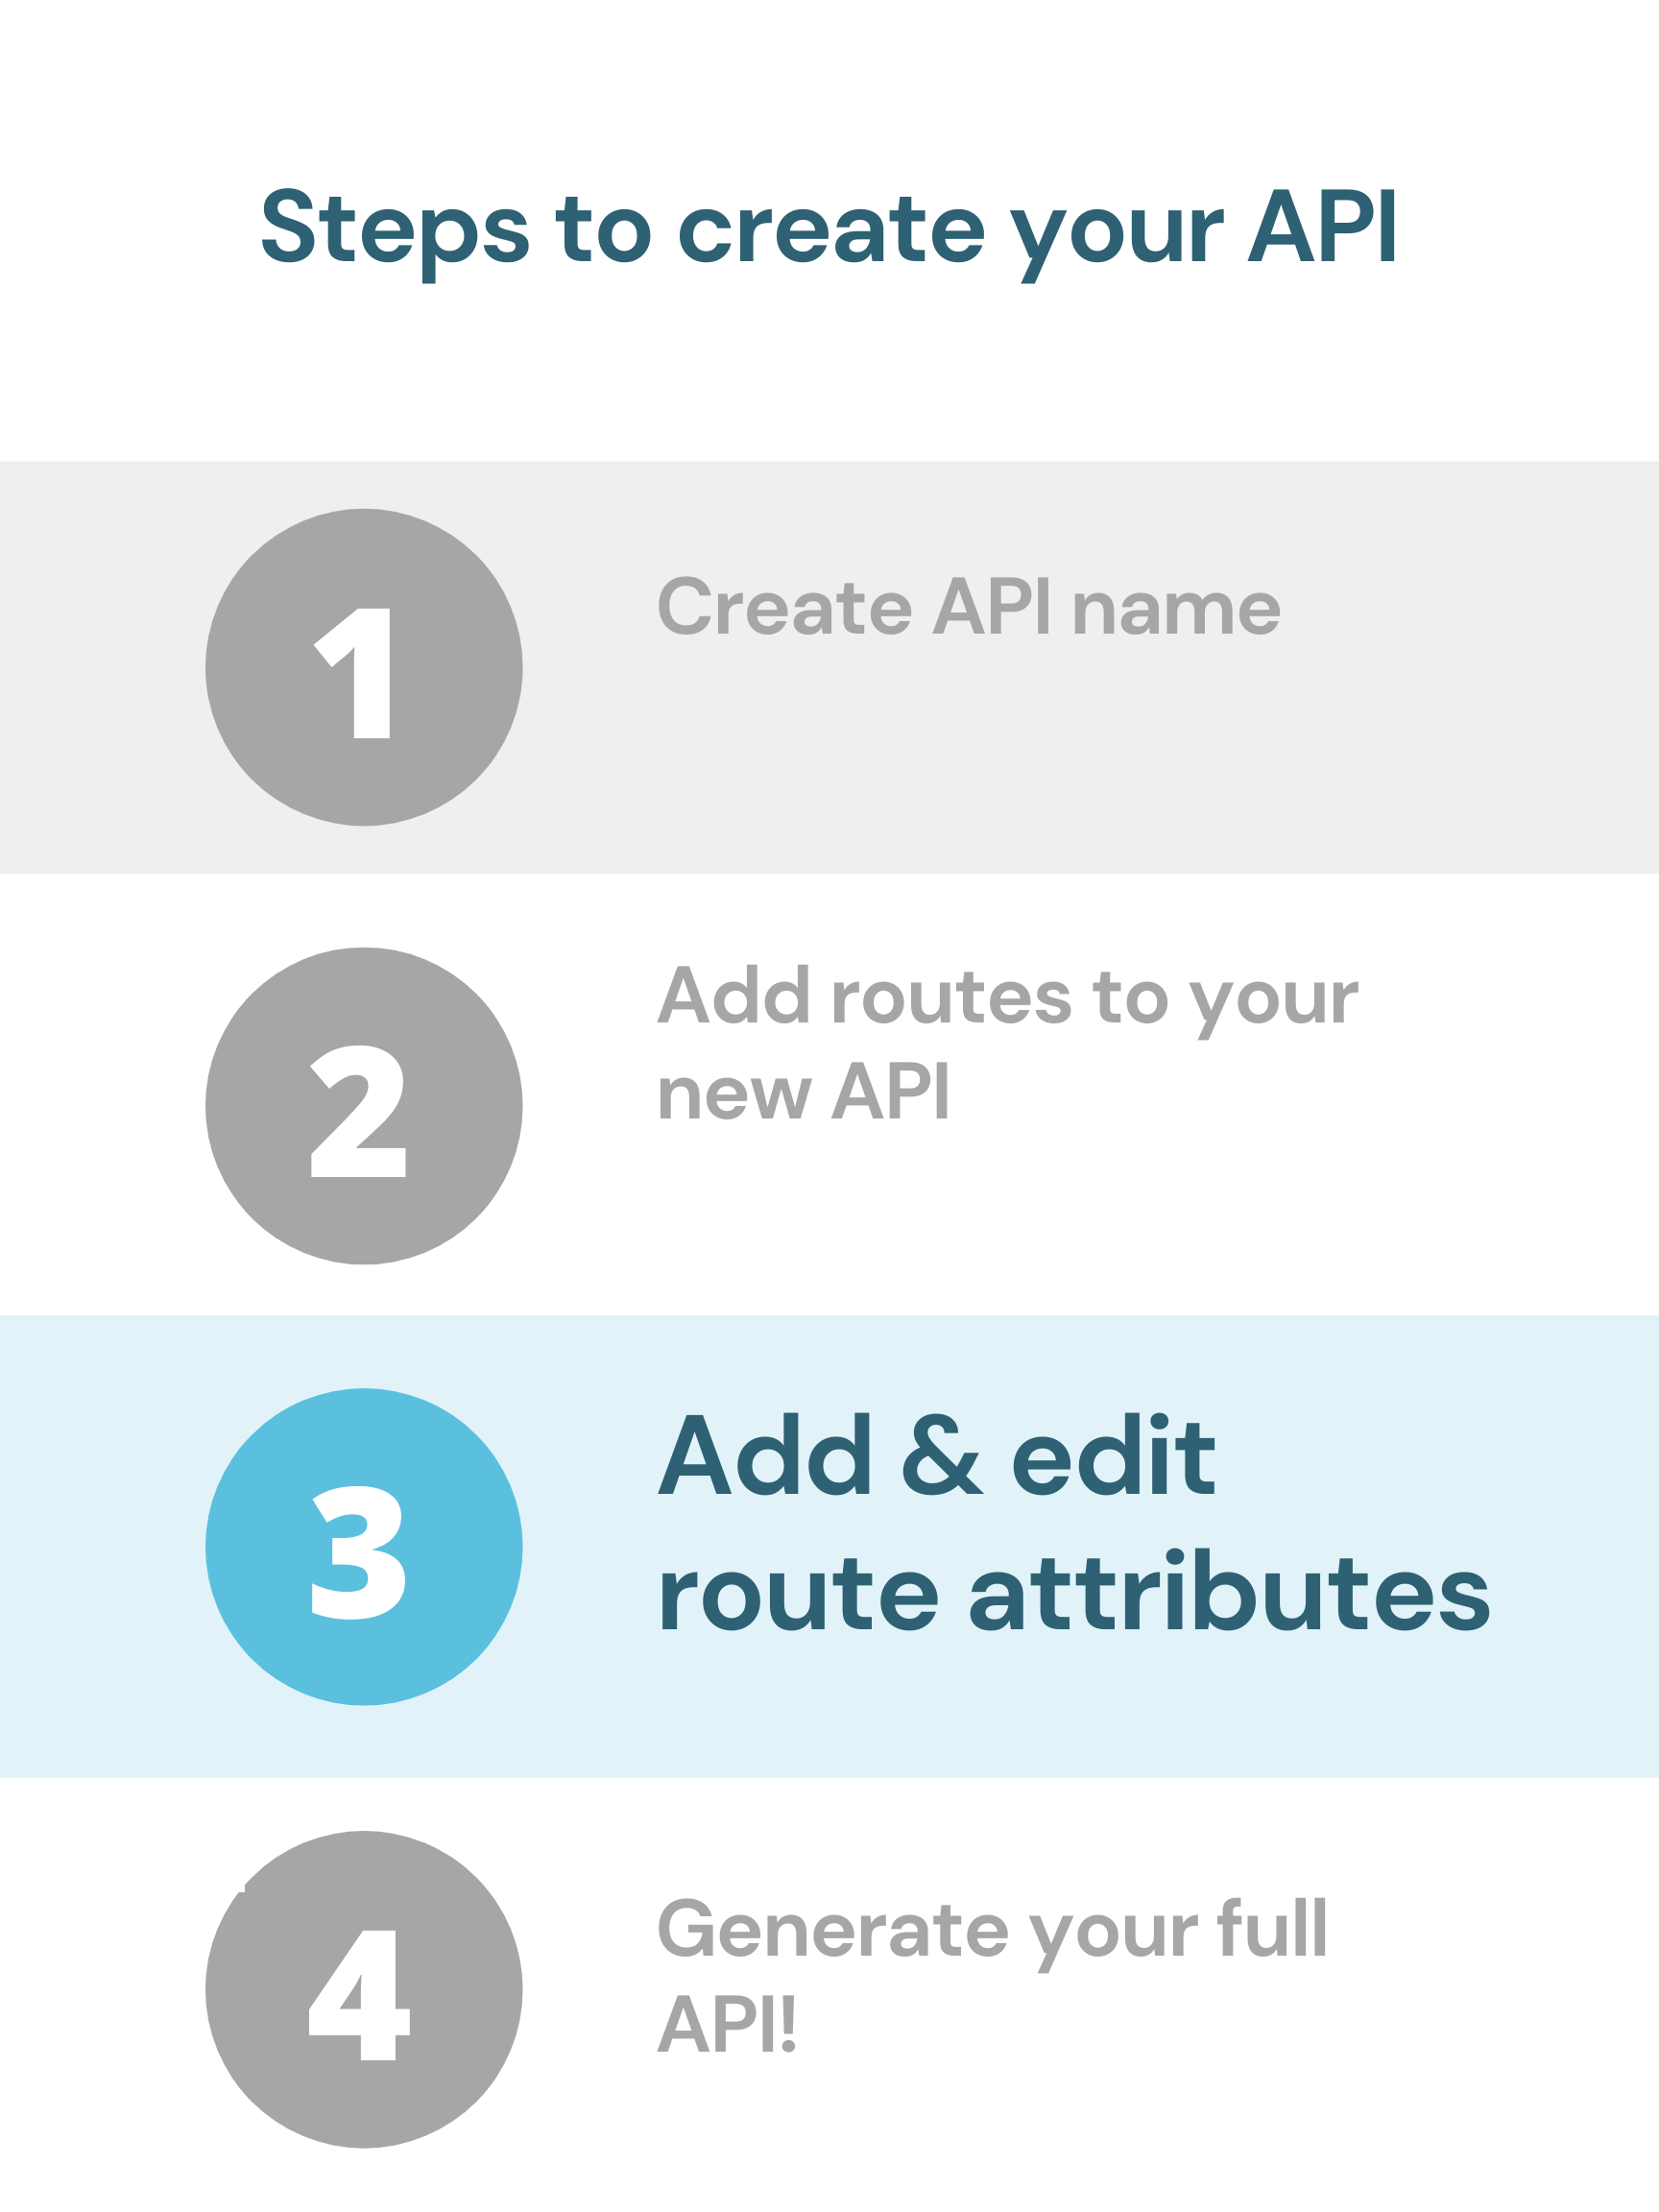 Steps to create your API
1
Create API name
2
Add routes to your
new API
3
Add & edit
route attributes
4
Generate your full
API!